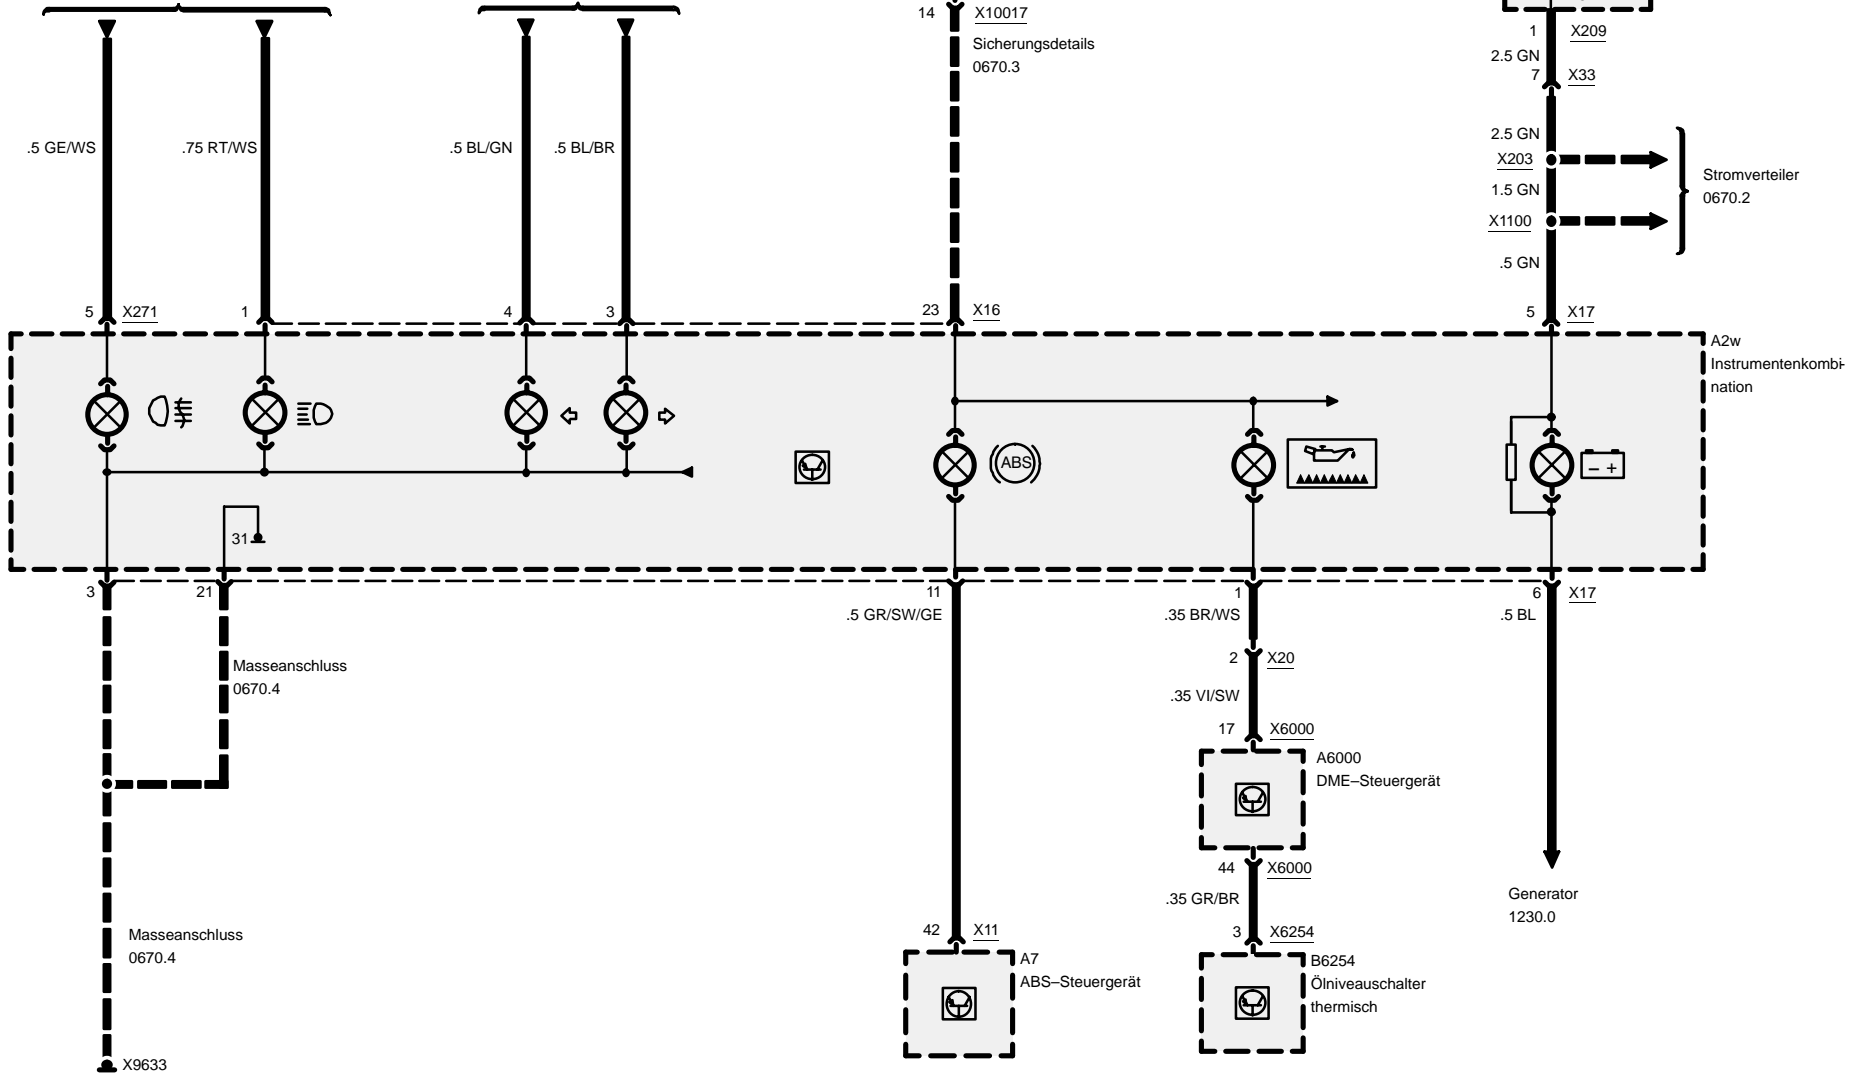 14 X10017
Sicherungsdetails
0670.3
1 X209
2.5 GN
7 X33
.5 GE/WS
.75 RT/WS
.5 BL/GN
.5 BL/BR
2.5 GN
X203
1.5 GN
X1100
.5 GN
Stromverteiler
0670.2
5 X271
1
4
3
23 X16
5 X17
A2w
Instrumentenkombi-
nation
ABS
– +
31
3
21
11
.5 GR/SW/GE
1
.35 BR/WS
6 X17
.5 BL
2 X20
.35 VI/SW
17 X6000
Masseanschluss
0670.4
A6000
DME–Steuergerät
44 X6000
.35 GR/BR
Generator
1230.0
3 X6254
42 X11
Masseanschluss
0670.4
A7
ABS–Steuergerät
B6254
Ölniveauschalter
thermisch
X9633